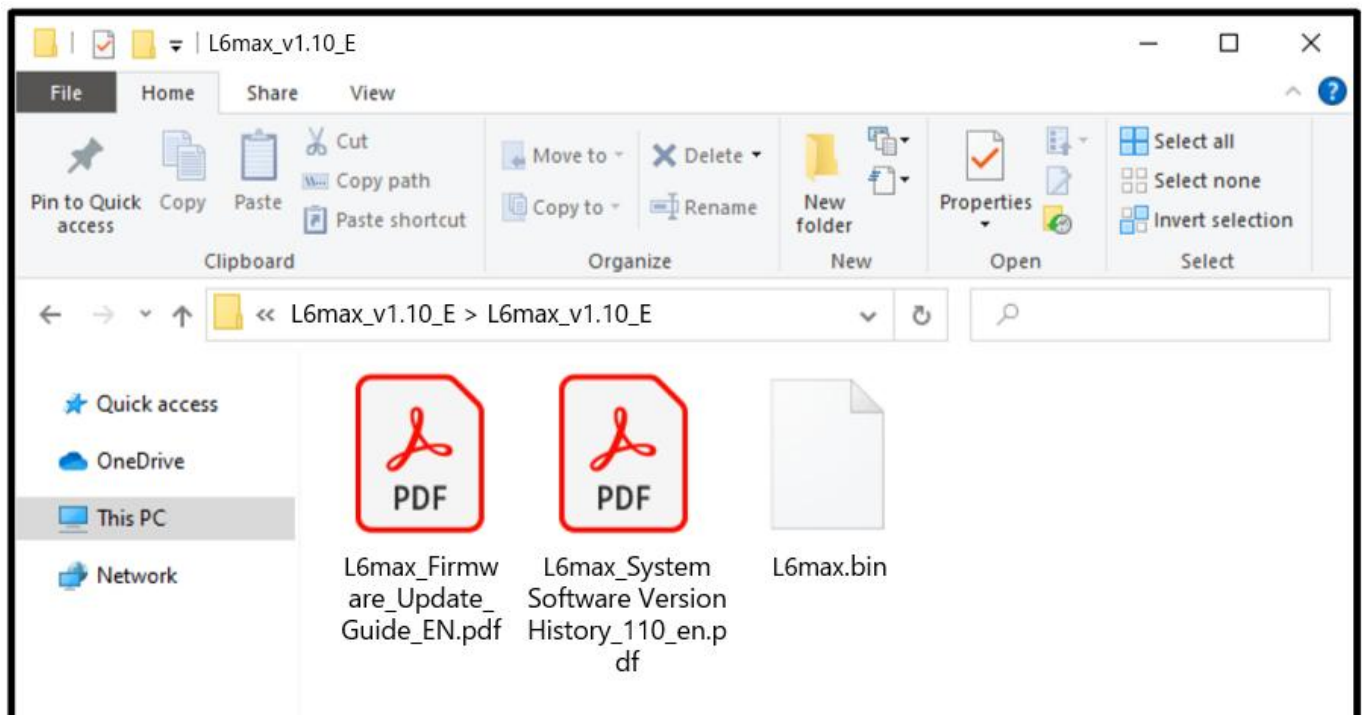 L6max_v1.10_E
File Home Share View
Pin to Quick access
Copy
Paste
Cut
Copy path
Paste shortcut
Clipboard
Move to
Copy to
Delete
Rename
Organize
New folder
New
Properties
Open
Select all
Select none
Invert selection
Select
« L6max_v1.10_E > L6max_v1.10_E
Quick access
OneDrive
This PC
Network
PDF
L6max_Firmw
are_Update_
Guide_EN.pdf
PDF
L6max_System
Software Version
History_110_en.p
df
L6max.bin